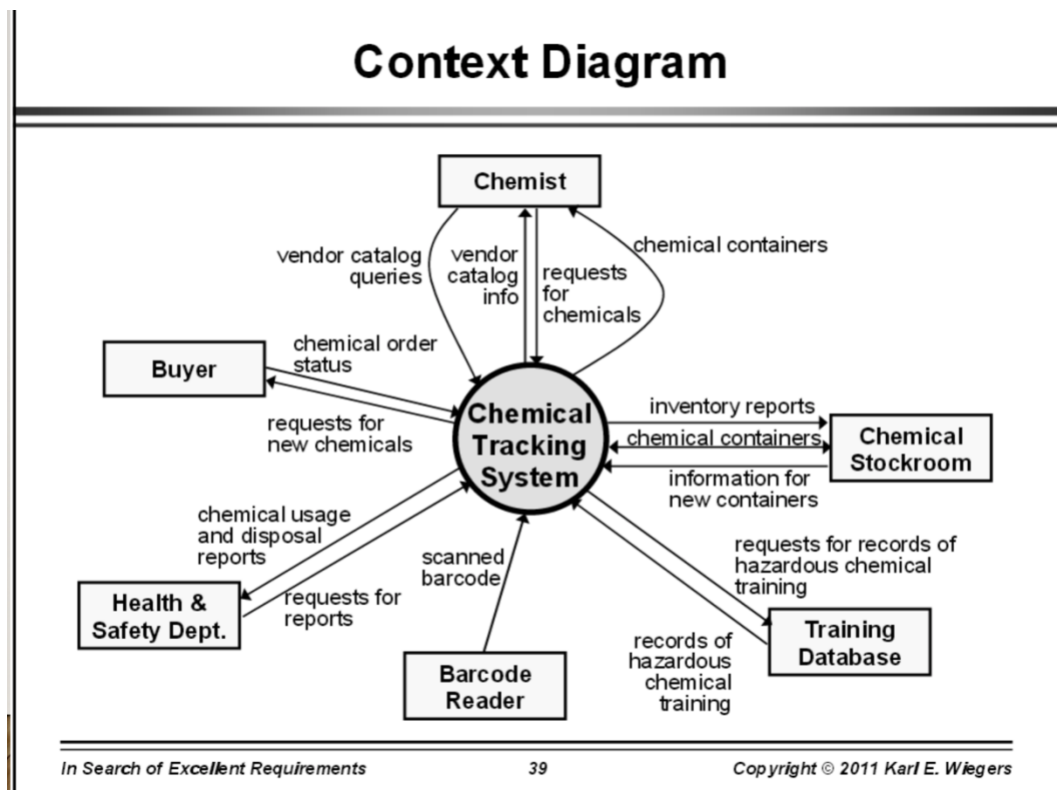 Context Diagram
Chemist
vendor catalog
queries
vendor
catalog
info
requests
for
chemicals
chemical containers
Buyer
chemical order
status
requests for
new chemicals
Chemical
Tracking
System
inventory reports
chemical containers
information for
new containers
Chemical
Stockroom
chemical usage
and disposal
reports
requests for
reports
Health &
Safety Dept.
scanned
barcode
Barcode
Reader
requests for records of
hazardous chemical
training
records of
hazardous
chemical
training
Training
Database
In Search of Excellent Requirements
39
Copyright © 2011 Karl E. Wiegers